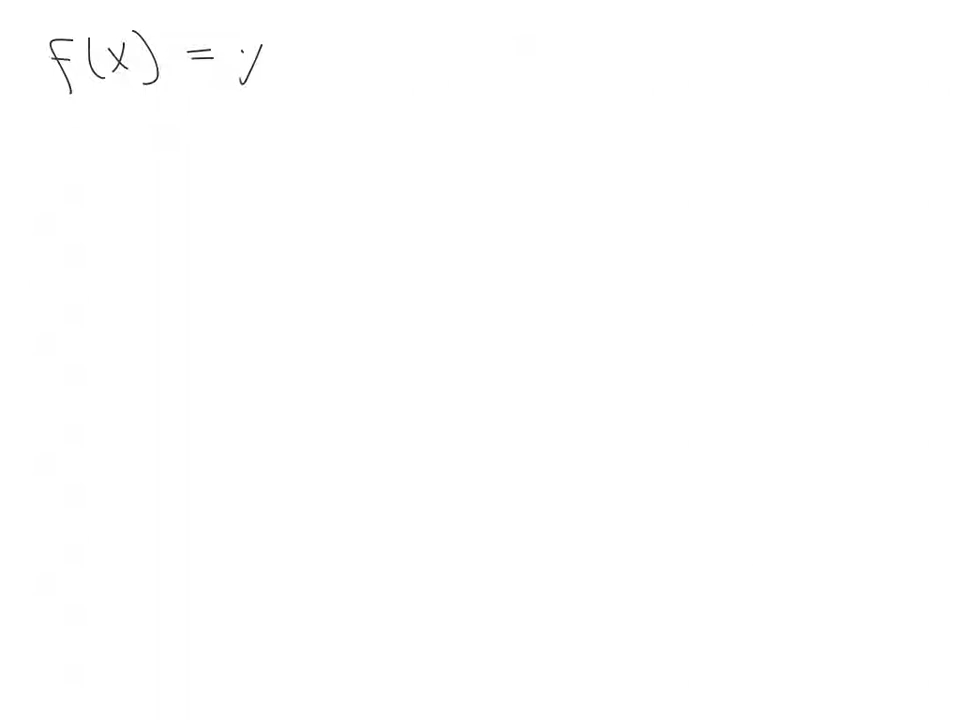 f(x) = y